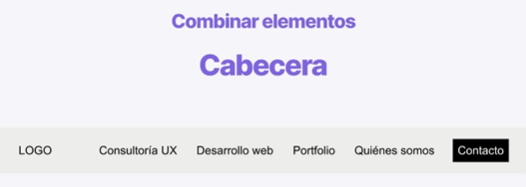 Combinar elementos
Cabecera
LOGO Consultoría UX Desarrollo web Portfolio Quiénes somos Contacto